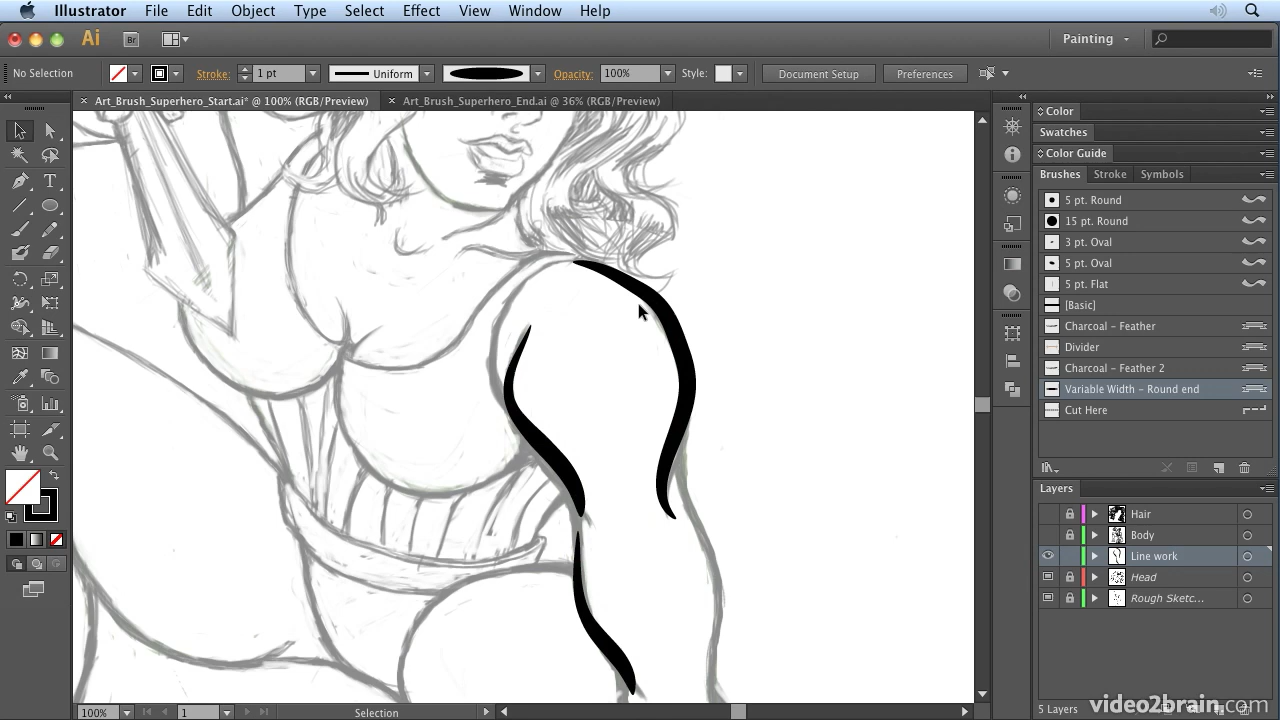 Illustrator File Edit Object Type Select Effect View Window Help
Ai Br Painting
No Selection Stroke: 1 pt Uniform Opacity: 100% Style: Document Setup Preferences
× Art_Brush_Superhero_Start.ai* @ 100% (RGB/Preview) × Art_Brush_Superhero_End.ai @ 36% (RGB/Preview)
Color
Swatches
Color Guide
Brushes Stroke Symbols
5 pt. Round
15 pt. Round
3 pt. Oval
5 pt. Oval
5 pt. Flat
[Basic]
Charcoal - Feather
Divider
Charcoal - Feather 2
Variable Width - Round end
Cut Here
Layers
Hair
Body
Line work
Head
Rough Sketc...
5 Layers
100% 1 Selection
video2brain.com